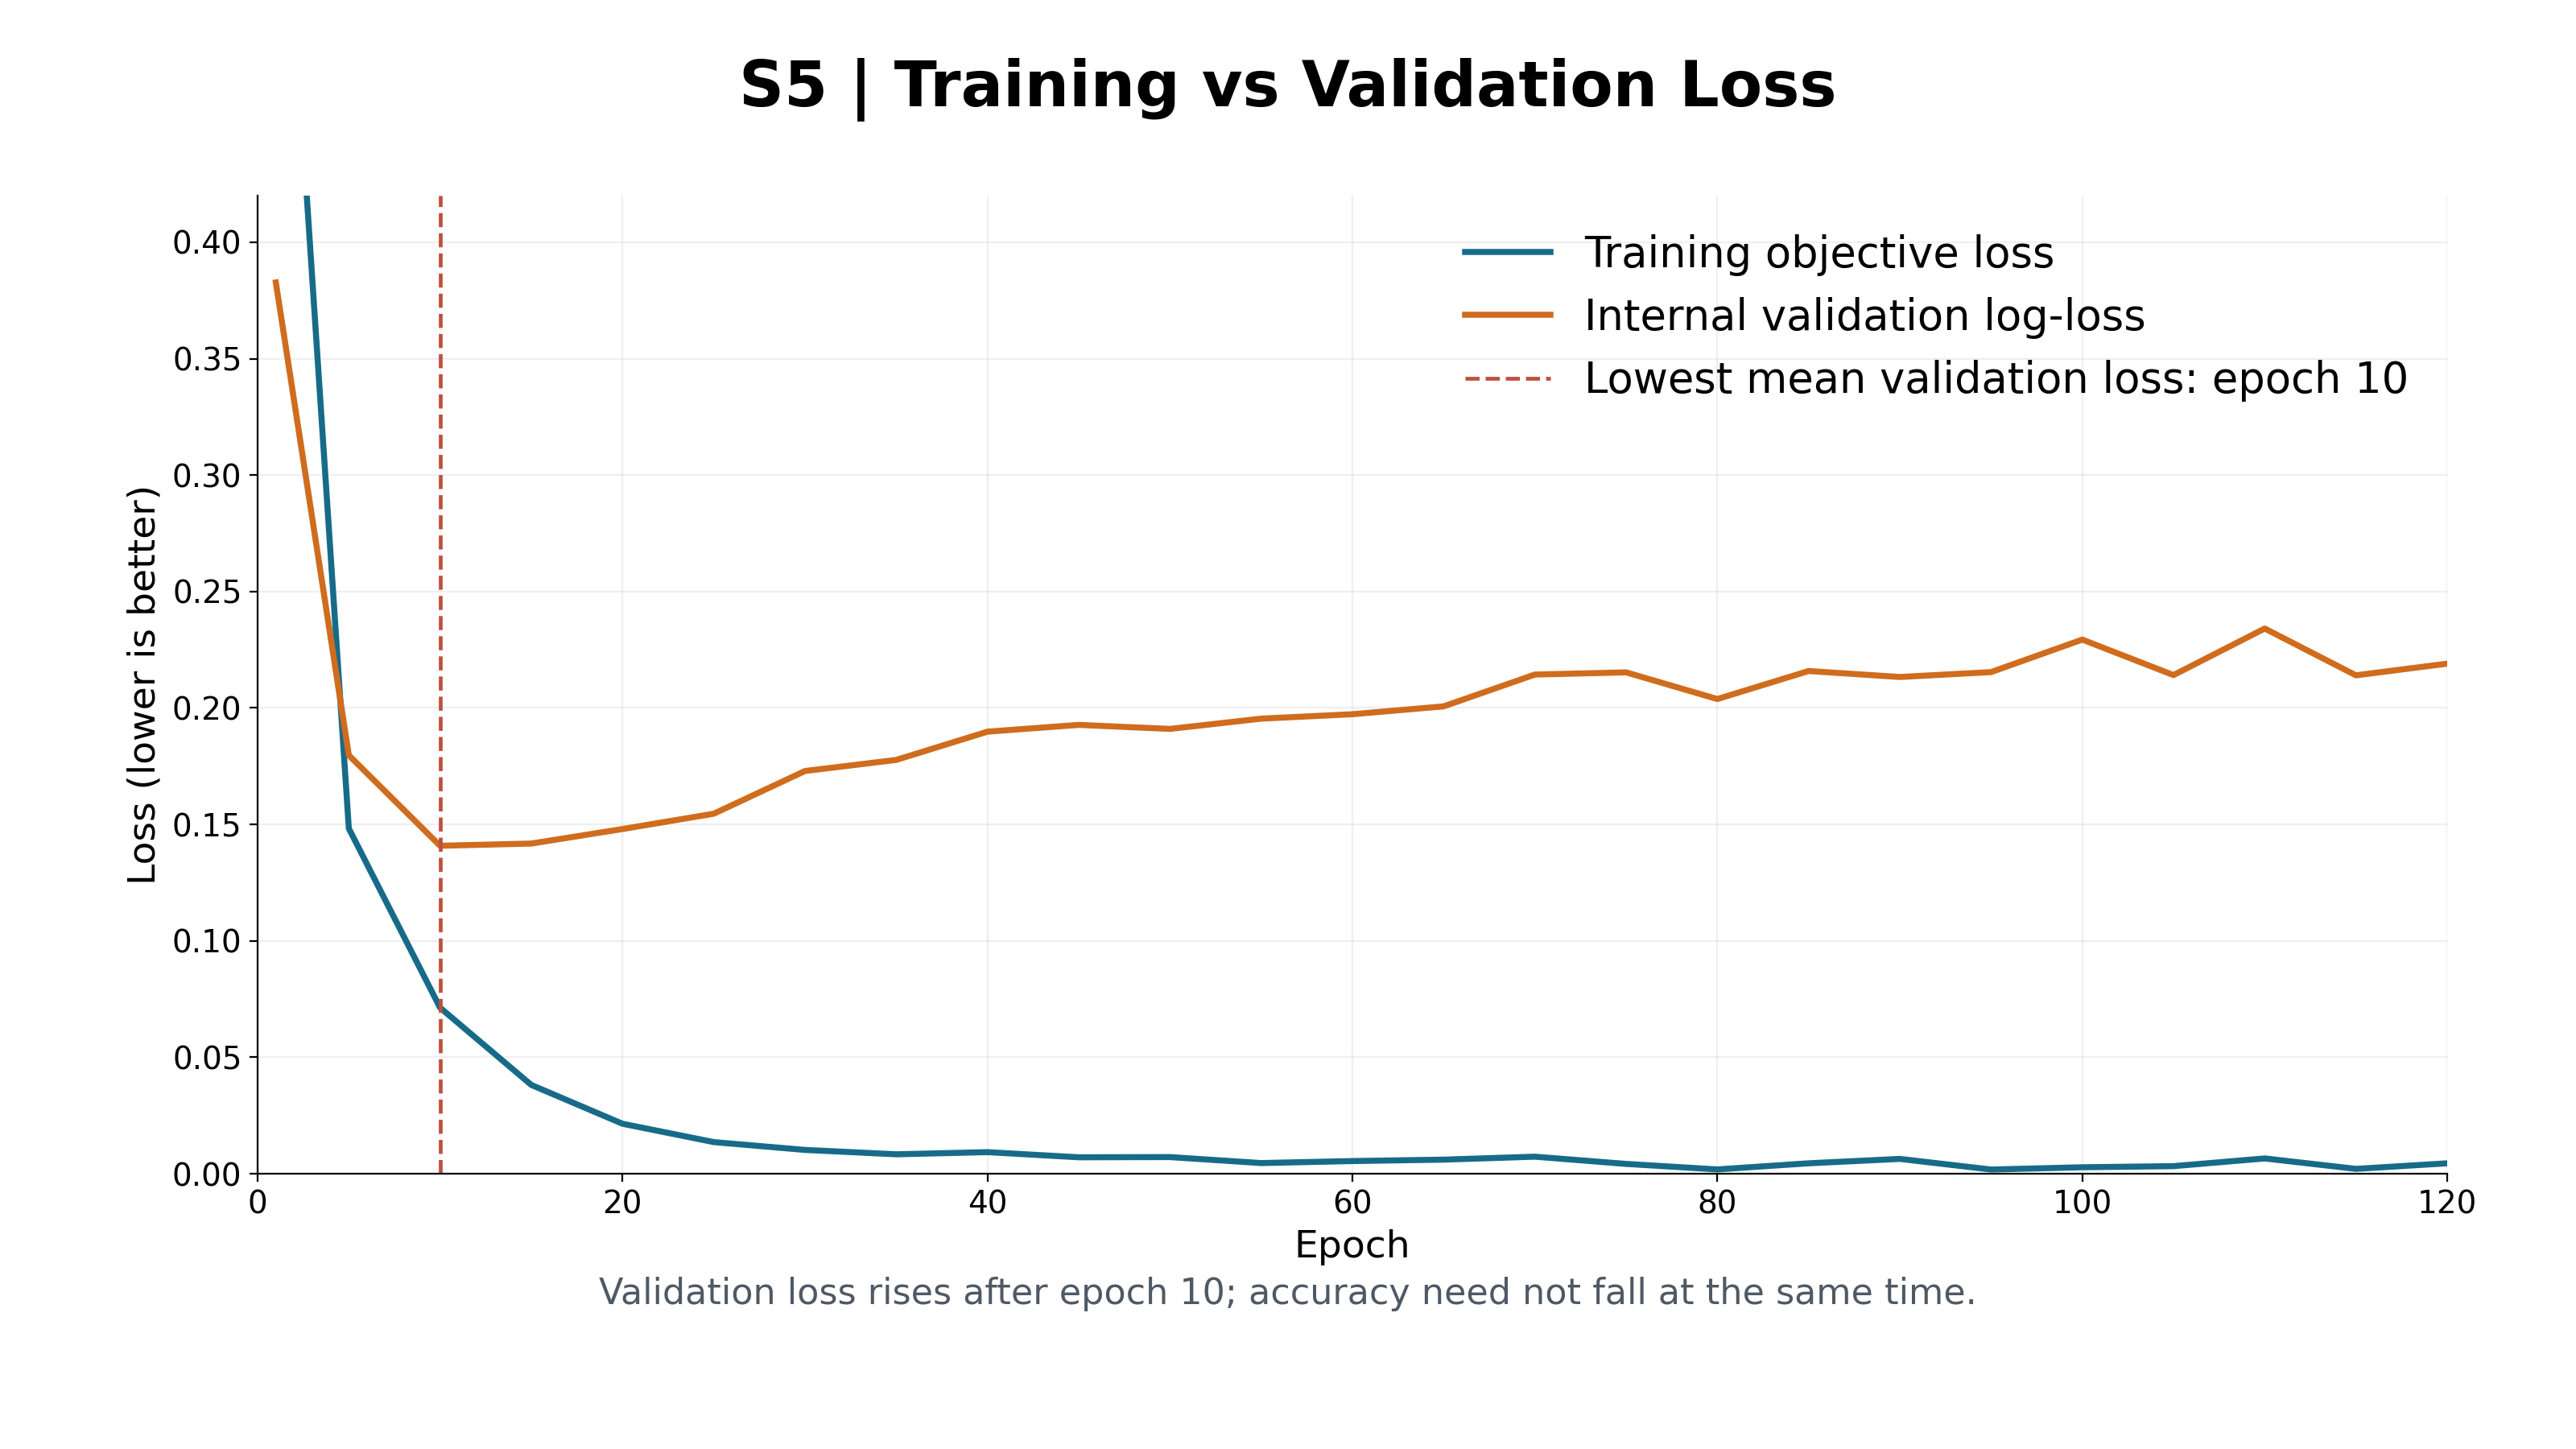 S5 | Training vs Validation Loss
Training objective loss
Internal validation log-loss
Lowest mean validation loss: epoch 10
Loss (lower is better)
0.40
0.35
0.30
0.25
0.20
0.15
0.10
0.05
0.00
0 20 40 60 80 100 120
Epoch
Validation loss rises after epoch 10; accuracy need not fall at the same time.